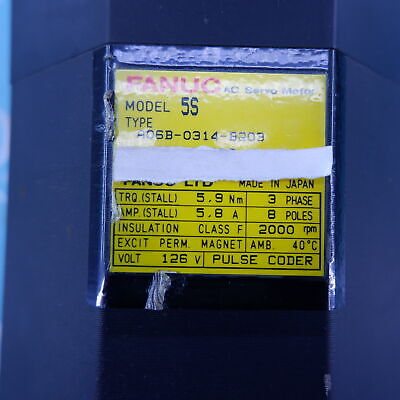 FANUC AC Servo Motor
MODEL 5S
TYPE
A06B-0314-B203
FANUC LTD MADE IN JAPAN
TRQ (STALL) 5.9 Nm 3 PHASE
AMP. (STALL) 5.8 A 8 POLES
INSULATION CLASS F 2000 rpm
EXCIT PERM. MAGNET AMB. 40°C
VOLT 126 V PULSE CODER